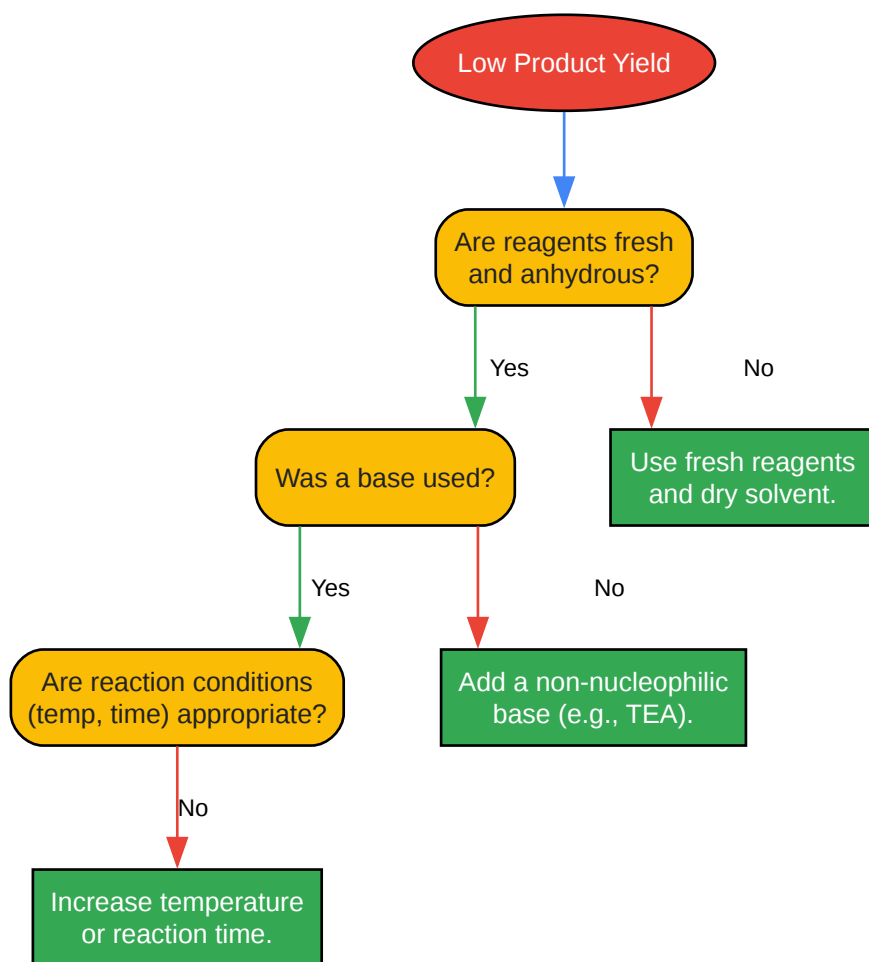 Low Product Yield
Are reagents fresh
and anhydrous?
Yes
No
Was a base used?
Use fresh reagents
and dry solvent.
Yes
No
Are reaction conditions
(temp, time) appropriate?
Add a non-nucleophilic
base (e.g., TEA).
No
Increase temperature
or reaction time.